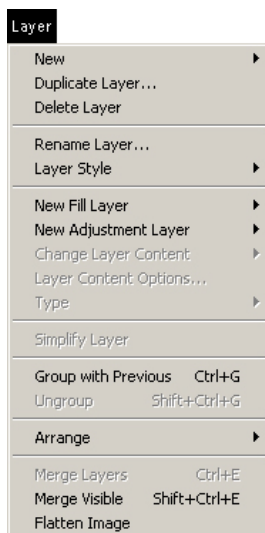 Layer
New
Duplicate Layer...
Delete Layer
Rename Layer...
Layer Style
New Fill Layer
New Adjustment Layer
Change Layer Content
Layer Content Options...
Type
Simplify Layer
Group with Previous Ctrl+G
Ungroup Shift+Ctrl+G
Arrange
Merge Layers Ctrl+E
Merge Visible Shift+Ctrl+E
Flatten Image